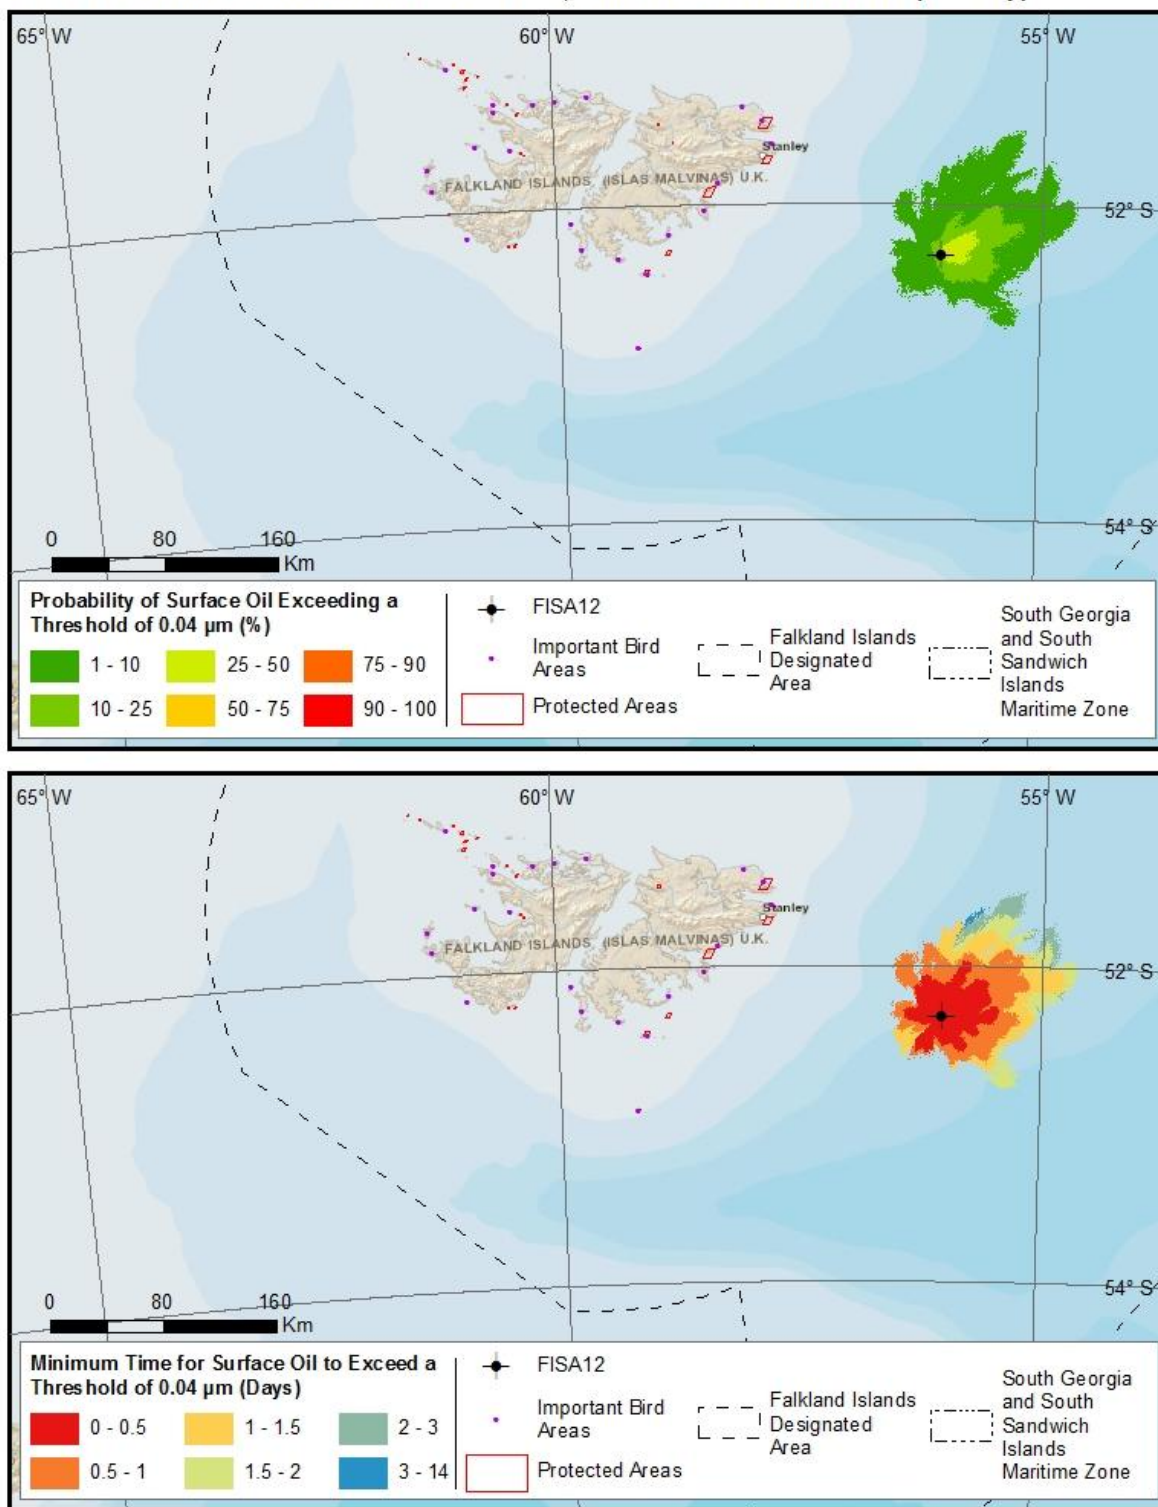 65° W 60° W 55° W
Stanley
FALKLAND ISLANDS (ISLAS MALVINAS) U.K.
52° S
54° S
0 80 160
Km
Probability of Surface Oil Exceeding a
Threshold of 0.04 µm (%)
1 - 10 25 - 50 75 - 90
10 - 25 50 - 75 90 - 100
FISA12
Important Bird
Areas
Protected Areas
Falkland Islands
Designated
Area
South Georgia
and South
Sandwich
Islands
Maritime Zone
65° W 60° W 55° W
Stanley
FALKLAND ISLANDS (ISLAS MALVINAS) U.K.
52° S
54° S
0 80 160
Km
Minimum Time for Surface Oil to Exceed a
Threshold of 0.04 µm (Days)
0 - 0.5 1 - 1.5 2 - 3
0.5 - 1 1.5 - 2 3 - 14
FISA12
Important Bird
Areas
Protected Areas
Falkland Islands
Designated
Area
South Georgia
and South
Sandwich
Islands
Maritime Zone